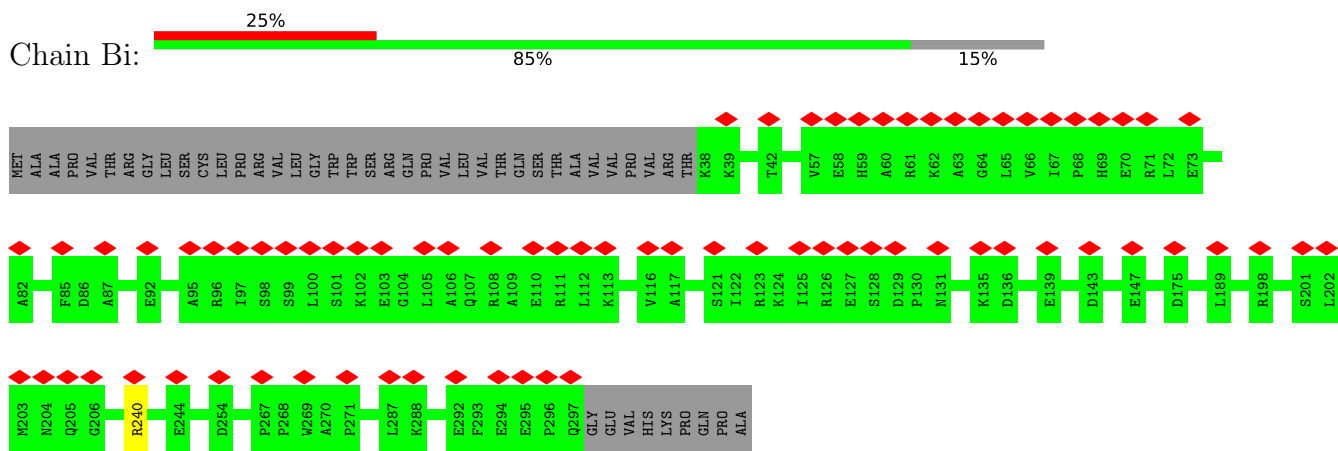 25%
Chain Bi:
85% 15%
MET ALA ALA PRO VAL THR ARG GLY LEU SER CYS LEU PRO ARG VAL LEU GLY TRP TRP SER ARG GLN PRO VAL LEU VAL THR GLN SER THR ALA VAL VAL PRO VAL ARG THR K38 K39 T42 V57 E58 H59 A60 R61 K62 A63 G64 L65 V66 I67 P68 H69 E70 R71 L72 E73
A82 F85 D86 A87 E92 A95 R96 I97 S98 S99 L100 S101 K102 E103 G104 L105 A106 Q107 R108 A109 E110 R111 L112 K113 V116 A117 S121 I122 R123 K124 I125 R126 E127 S128 D129 P130 N131 K135 D136 E139 D143 E147 D175 L189 R198 S201 L202
M203 N204 Q205 G206 R240 E244 D254 P267 P268 W269 A270 P271 L287 K288 E292 F293 E294 E295 P296 Q297 GLY GLU VAL HIS LYS PRO GLN PRO ALA